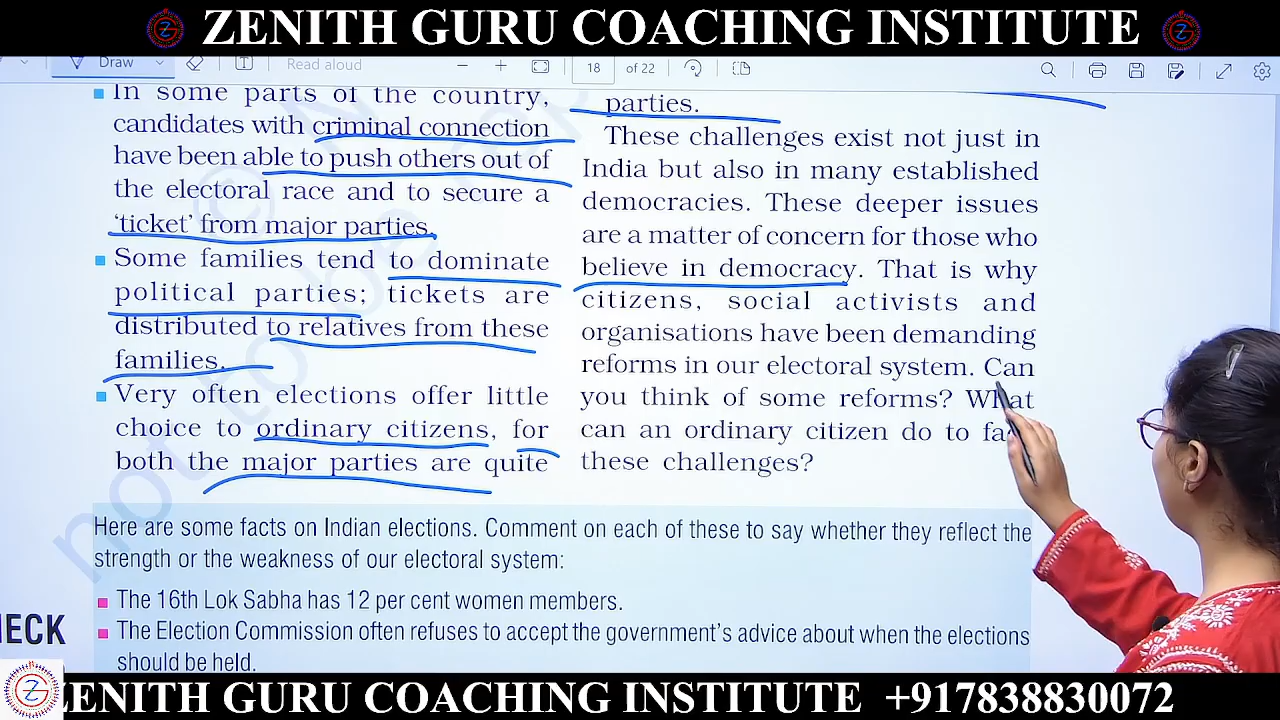 ZENITH GURU COACHING INSTITUTE
Draw
Read aloud
18
of 22
In some parts of the country,
candidates with criminal connection
have been able to push others out of
the electoral race and to secure a
‘ticket’ from major parties.
Some families tend to dominate
political parties; tickets are
distributed to relatives from these
families.
Very often elections offer little
choice to ordinary citizens, for
both the major parties are quite
parties.
These challenges exist not just in
India but also in many established
democracies. These deeper issues
are a matter of concern for those who
believe in democracy. That is why
citizens, social activists and
organisations have been demanding
reforms in our electoral system. Can
you think of some reforms? What
can an ordinary citizen do to
these challenges?
Here are some facts on Indian elections. Comment on each of these to say whether they reflect the
strength or the weakness of our electoral system:
The 16th Lok Sabha has 12 per cent women members.
The Election Commission often refuses to accept the government’s advice about when the elections
should be held.
ZENITH GURU COACHING INSTITUTE +917838830072